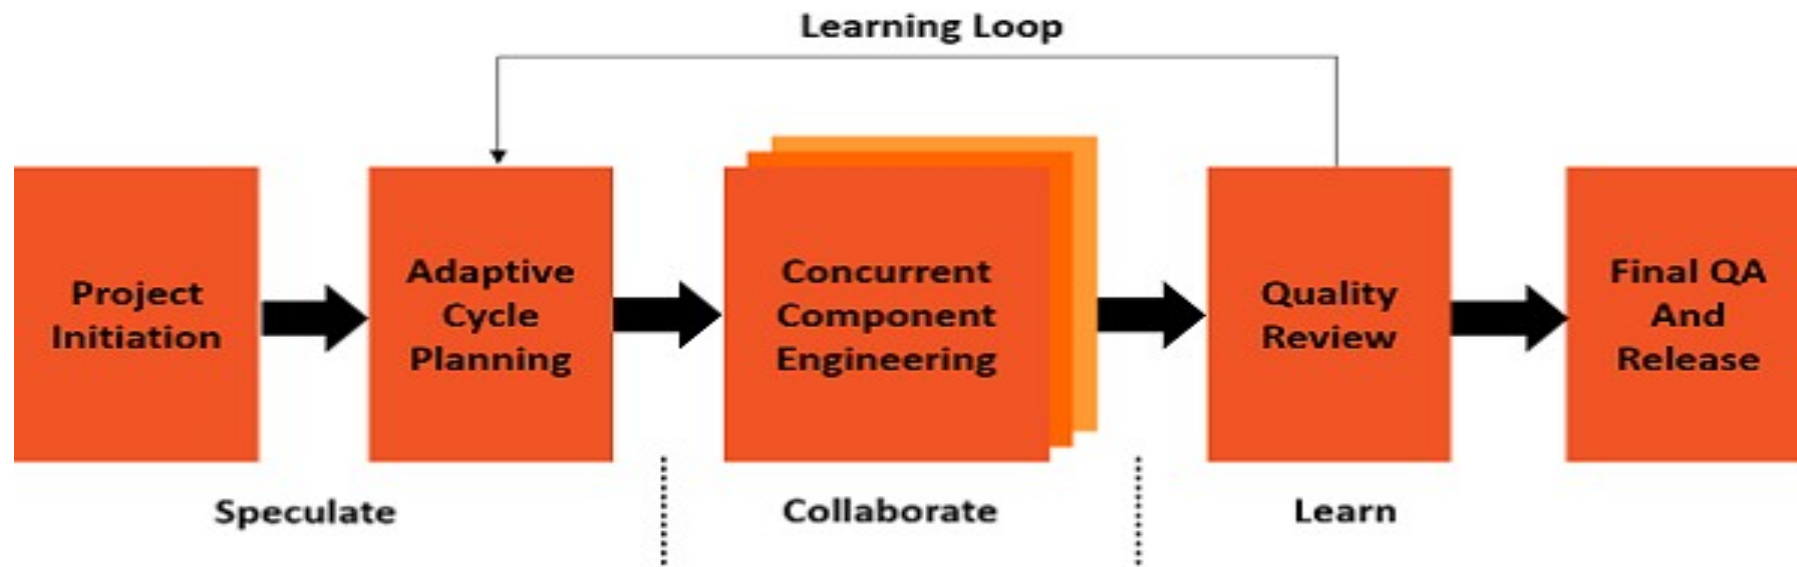 Learning Loop
Project
Initiation
Adaptive
Cycle
Planning
Concurrent
Component
Engineering
Quality
Review
Final QA
And
Release
Speculate
Collaborate
Learn